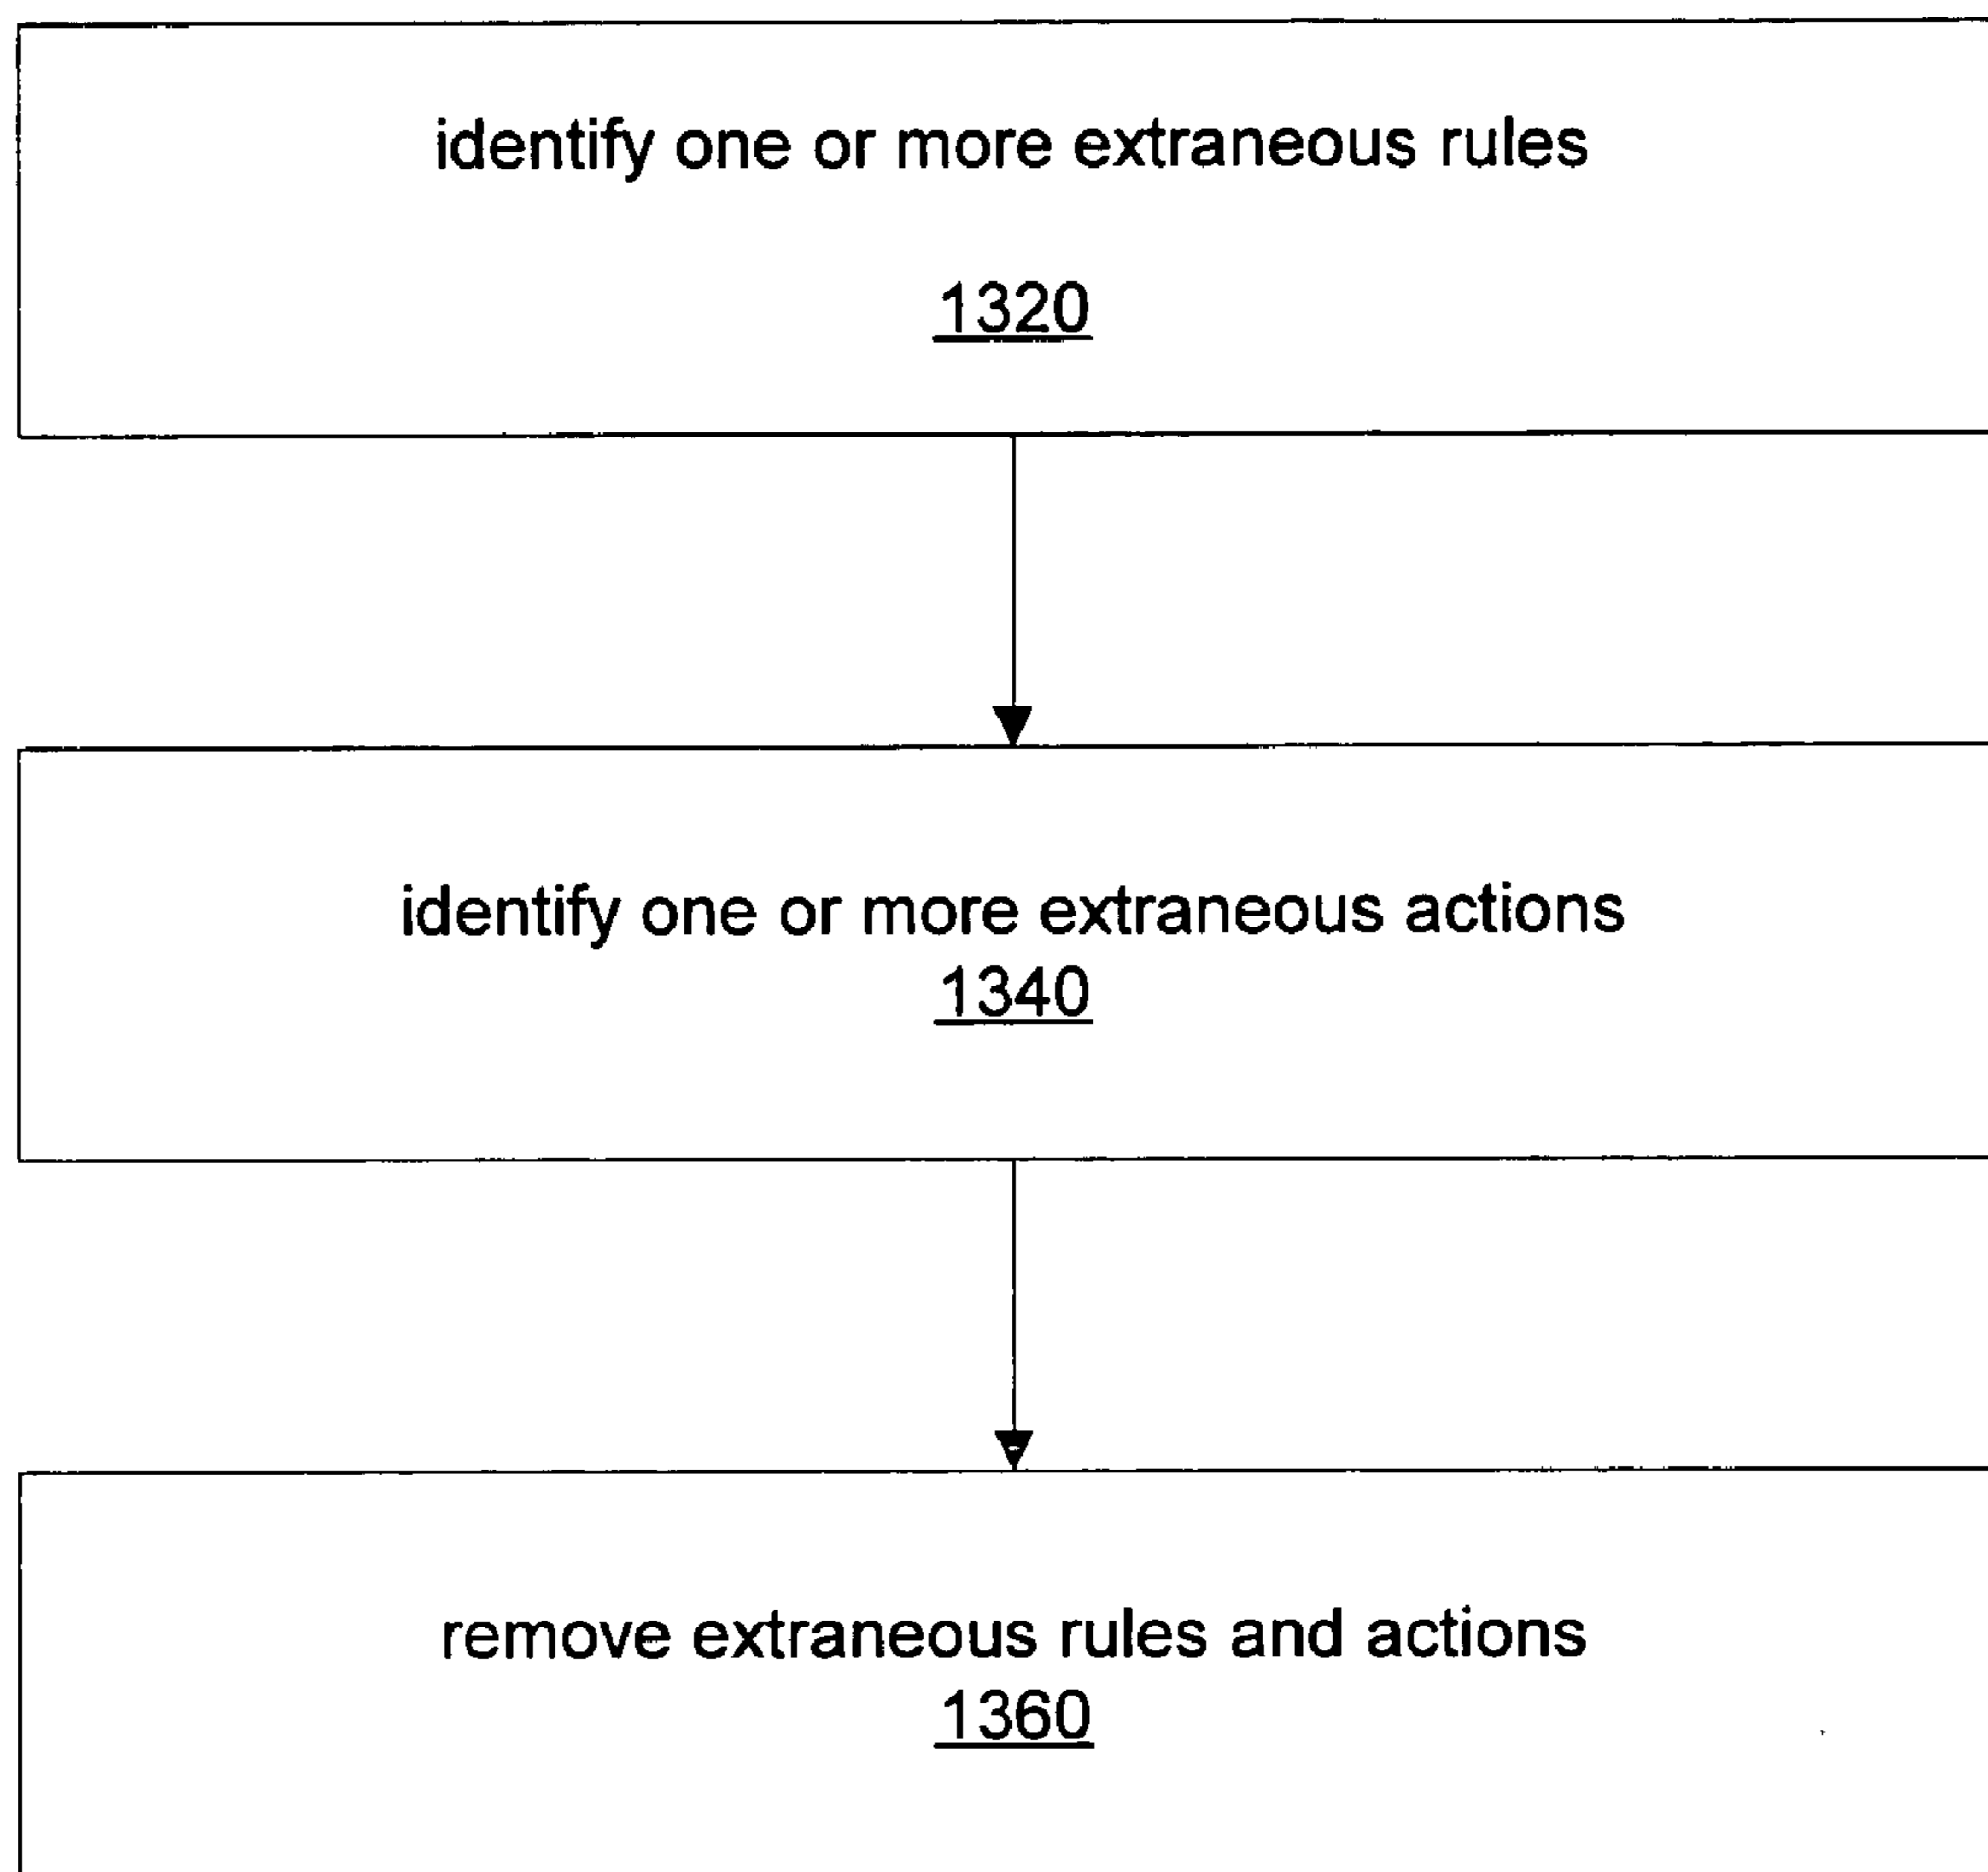 identify one or more extraneous rules
1320
identify one or more extraneous actions
1340
remove extraneous rules and actions
1360